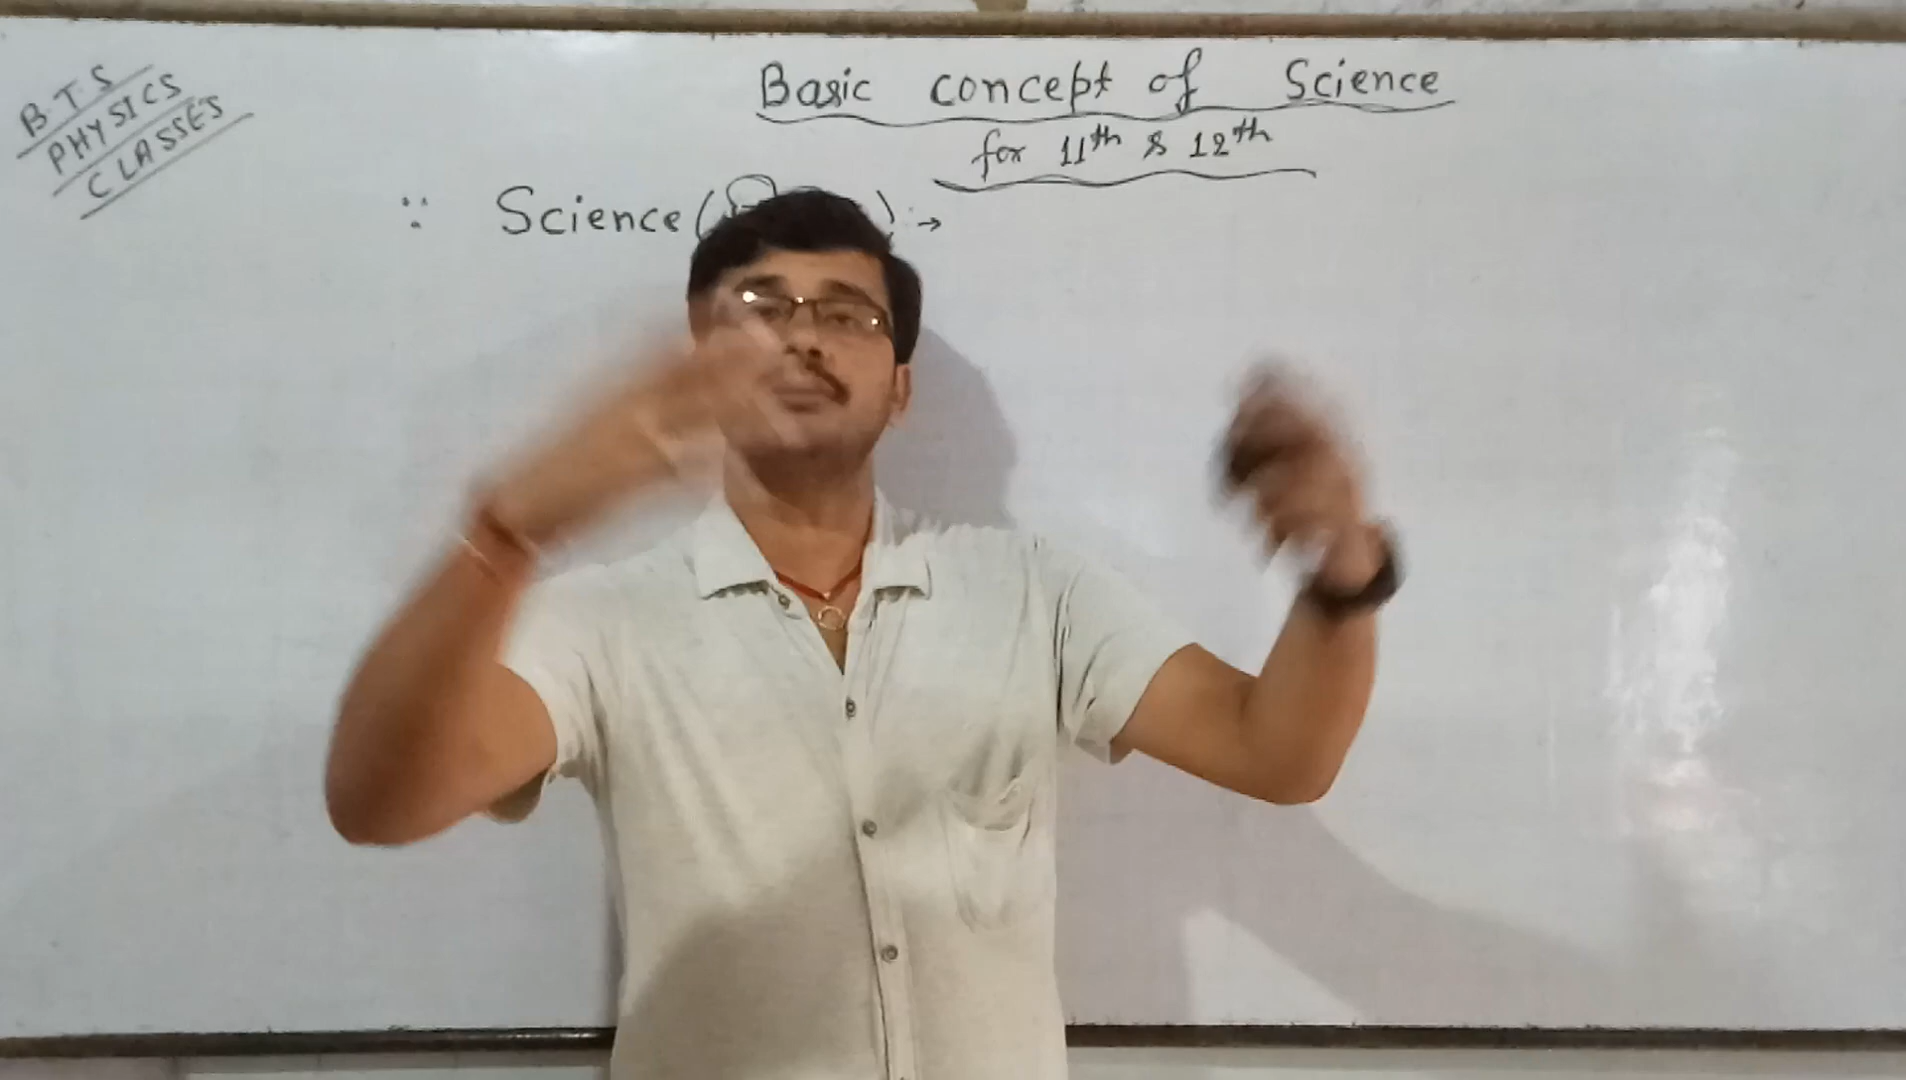 B.T.S
PHYSICS
CLASSES
Basic concept of Science
for 11th & 12th
∵ Science ( ) :→